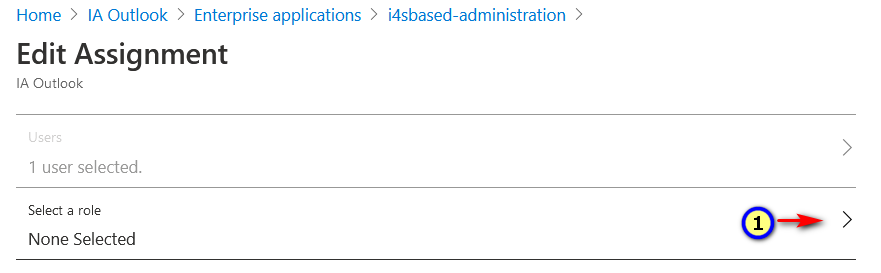 Home > IA Outlook > Enterprise applications > i4sbased-administration >
Edit Assignment
IA Outlook
Users
1 user selected.
Select a role
None Selected
1